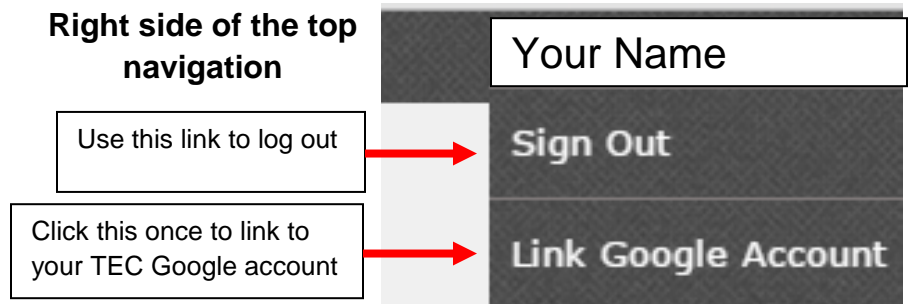 Right side of the top
navigation
Your Name
Use this link to log out
Sign Out
Click this once to link to
your TEC Google account
Link Google Account